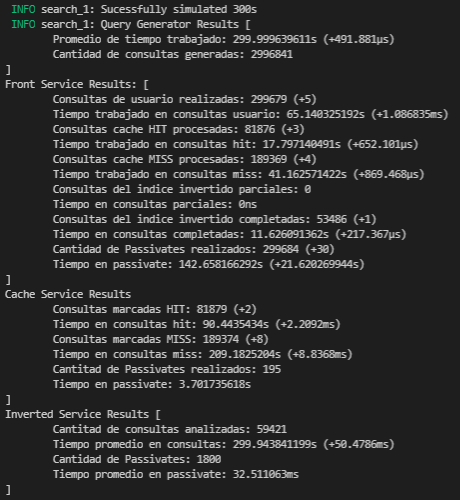 INFO search_1: Sucessfully simulated 300s
INFO search_1: Query Generator Results [
Promedio de tiempo trabajado: 299.999639611s (+491.881µs)
Cantidad de consultas generadas: 2996841
]
Front Service Results: [
Consultas de usuario realizadas: 299679 (+5)
Tiempo trabajado en consultas usuario: 65.140325192s (+1.086835ms)
Consultas cache HIT procesadas: 81876 (+3)
Tiempo trabajado en consultas hit: 17.797140491s (+652.101µs)
Consultas cache MISS procesadas: 189369 (+4)
Tiempo trabajado en consultas miss: 41.162571422s (+869.468µs)
Consultas del indice invertido parciales: 0
Tiempo en consultas parciales: 0ns
Consultas del indice invertido completadas: 53486 (+1)
Tiempo en consultas completadas: 11.626091362s (+217.367µs)
Cantidad de Passivates realizados: 299684 (+30)
Tiempo en passivate: 142.658166292s (+21.620269944s)
]
Cache Service Results
Consultas marcadas HIT: 81879 (+2)
Tiempo en consultas hit: 90.4435434s (+2.2092ms)
Consultas marcadas MISS: 189374 (+8)
Tiempo en consultas miss: 209.1825204s (+8.8368ms)
Cantitad de Passivates realizados: 195
Tiempo en passivate: 3.701735618s
]
Inverted Service Results [
Cantitad de consultas analizadas: 59421
Tiempo promedio en consultas: 299.943841199s (+50.4786ms)
Cantidad de Passivates: 1800
Tiempo promedio en passivate: 32.511063ms
]